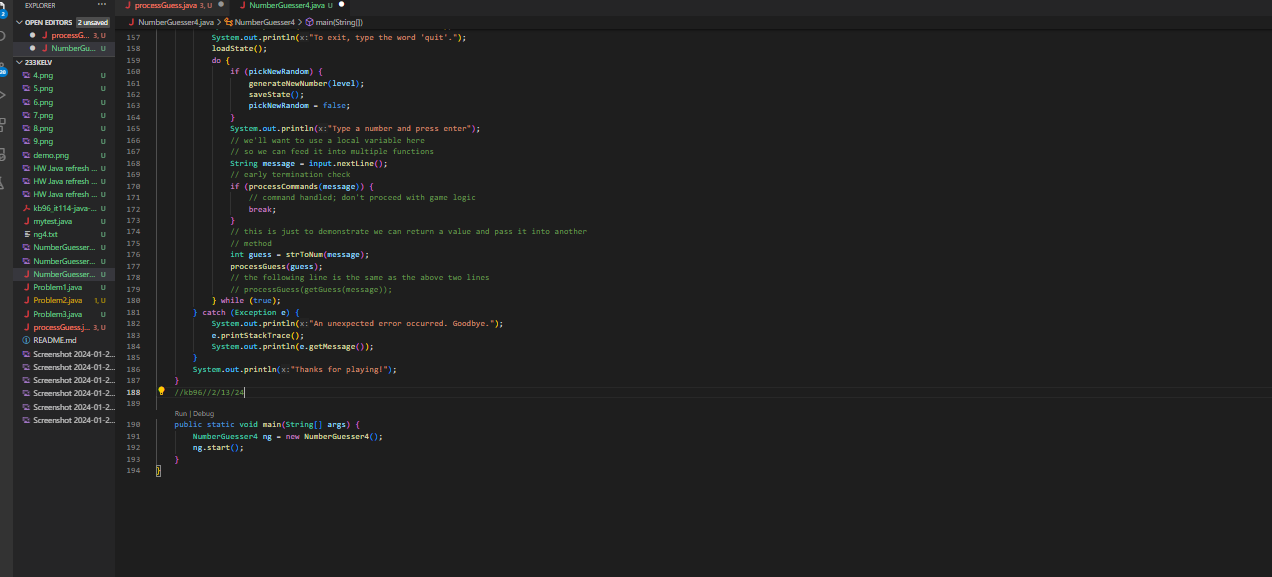 EXPLORER
···
OPEN EDITORS 2 unsaved
processG... 3, U
NumberGu... U
233KELV
4.png U
5.png U
6.png U
7.png U
8.png U
9.png U
demo.png U
HW Java refresh ... U
HW Java refresh ... U
HW Java refresh ... U
kb96_it114-java-... U
mytest.java U
ng4.txt U
NumberGuesser... U
NumberGuesser... U
NumberGuesser... U
Problem1.java U
Problem2.java 1, U
Problem3.java U
processGuess.j... 3, U
README.md
Screenshot 2024-01-2...
Screenshot 2024-01-2...
Screenshot 2024-01-2...
Screenshot 2024-01-2...
Screenshot 2024-01-2...
Screenshot 2024-01-2...
processGuess.java 3, U
NumberGuesser4.java U
NumberGuesser4.java > NumberGuesser4 > main(String[])
157 System.out.println(x:"To exit, type the word 'quit'.");
158 loadState();
159 do {
160 if (pickNewRandom) {
161 generateNewNumber(level);
162 saveState();
163 pickNewRandom = false;
164 }
165 System.out.println(x:"Type a number and press enter");
166 // we'll want to use a local variable here
167 // so we can feed it into multiple functions
168 String message = input.nextLine();
169 // early termination check
170 if (processCommands(message)) {
171 // command handled; don't proceed with game logic
172 break;
173 }
174 // this is just to demonstrate we can return a value and pass it into another
175 // method
176 int guess = strToNum(message);
177 processGuess(guess);
178 // the following line is the same as the above two lines
179 // processGuess(getGuess(message));
180 } while (true);
181 } catch (Exception e) {
182 System.out.println(x:"An unexpected error occurred. Goodbye.");
183 e.printStackTrace();
184 System.out.println(e.getMessage());
185 }
186 System.out.println(x:"Thanks for playing!");
187 }
188 //kb96//2/13/24
189
Run | Debug
190 public static void main(String[] args) {
191 NumberGuesser4 ng = new NumberGuesser4();
192 ng.start();
193 }
194 }